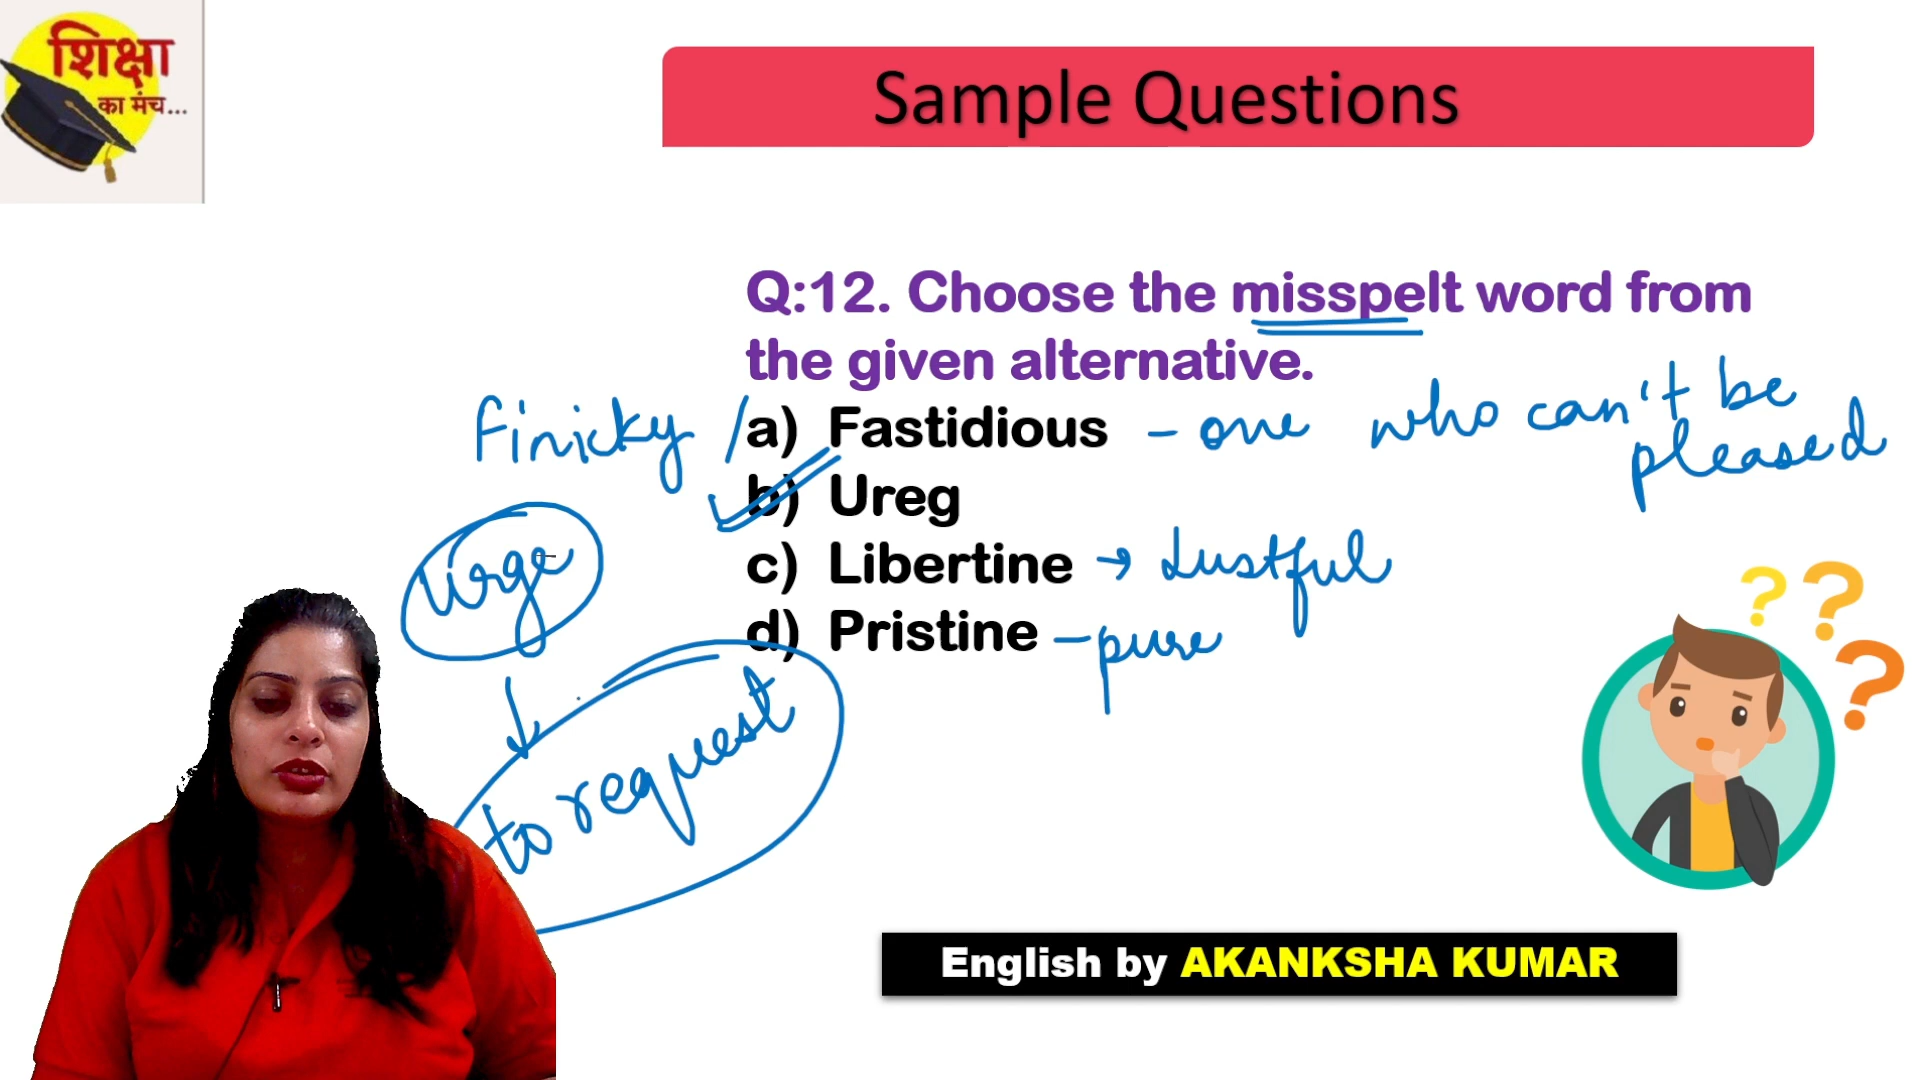 शिक्षा
का मंच...
Sample Questions
Q:12. Choose the misspelt word from
the given alternative.
Finicky / a) Fastidious - one who can't be
pleased
b) Ureg
Urge
c) Libertine → Lustful
d) Pristine - pure
to request
? ? ?
English by AKANKSHA KUMAR